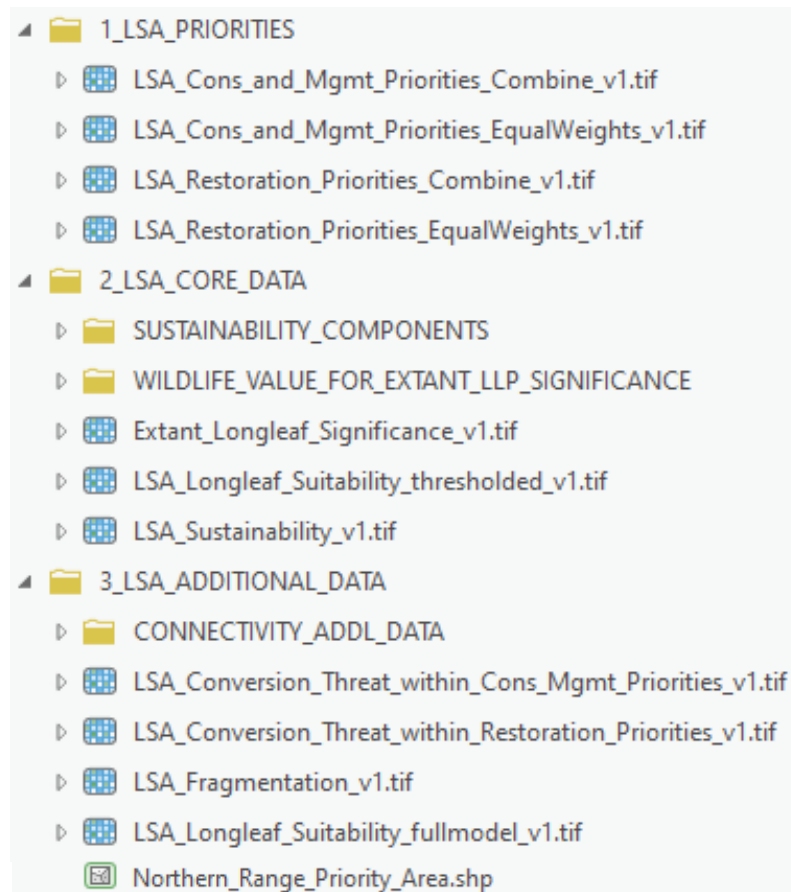 1_LSA_PRIORITIES
LSA_Cons_and_Mgmt_Priorities_Combine_v1.tif
LSA_Cons_and_Mgmt_Priorities_EqualWeights_v1.tif
LSA_Restoration_Priorities_Combine_v1.tif
LSA_Restoration_Priorities_EqualWeights_v1.tif
2_LSA_CORE_DATA
SUSTAINABILITY_COMPONENTS
WILDLIFE_VALUE_FOR_EXTANT_LLP_SIGNIFICANCE
Extant_Longleaf_Significance_v1.tif
LSA_Longleaf_Suitability_thresholded_v1.tif
LSA_Sustainability_v1.tif
3_LSA_ADDITIONAL_DATA
CONNECTIVITY_ADDL_DATA
LSA_Conversion_Threat_within_Cons_Mgmt_Priorities_v1.tif
LSA_Conversion_Threat_within_Restoration_Priorities_v1.tif
LSA_Fragmentation_v1.tif
LSA_Longleaf_Suitability_fullmodel_v1.tif
Northern_Range_Priority_Area.shp